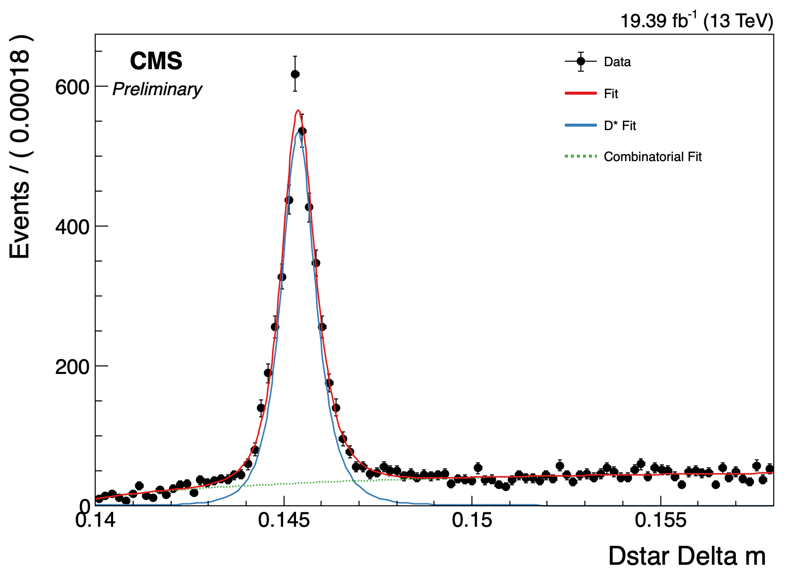 19.39 fb⁻¹ (13 TeV)
CMS
Preliminary
Data
Fit
D* Fit
Combinatorial Fit
Events / ( 0.00018 )
600
400
200
0
0.14 0.145 0.15 0.155
Dstar Delta m